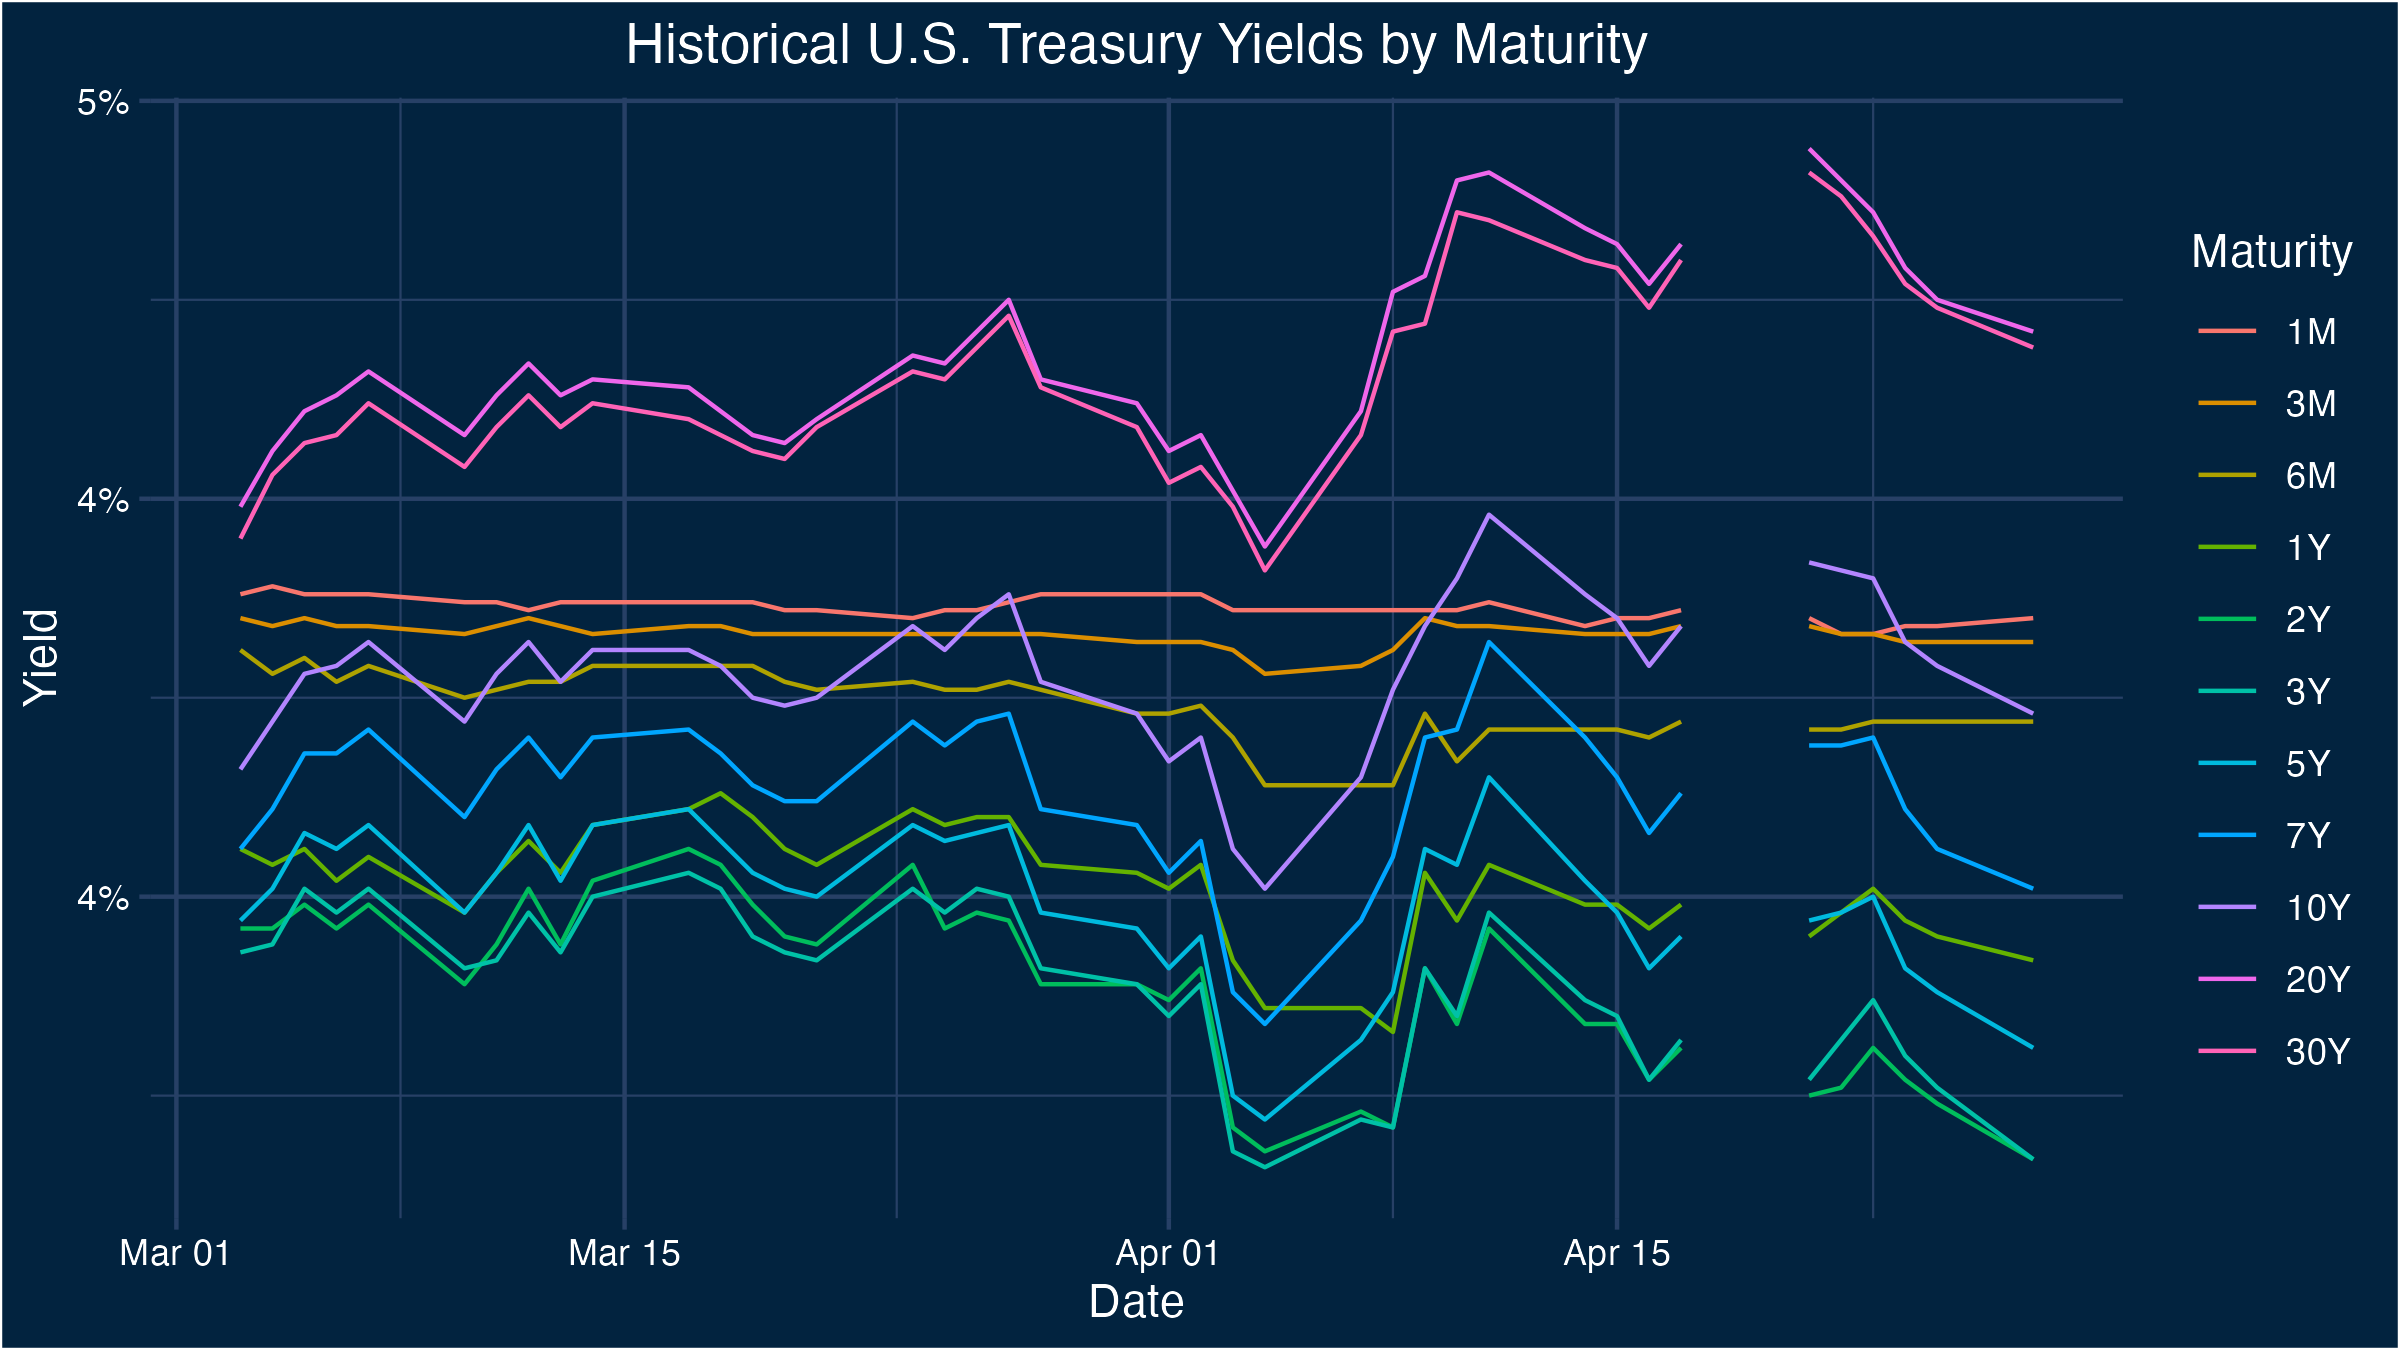 Historical U.S. Treasury Yields by Maturity
5%
4%
4%
Yield
Mar 01
Mar 15
Apr 01
Apr 15
Date
Maturity
1M
3M
6M
1Y
2Y
3Y
5Y
7Y
10Y
20Y
30Y